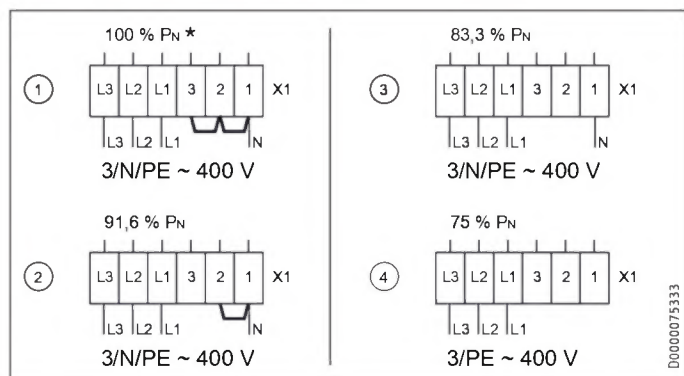 100 % PN *
1
L3 L2 L1 3 2 1 X1
L3 L2 L1 N
3/N/PE ~ 400 V
91,6 % PN
2
L3 L2 L1 3 2 1 X1
L3 L2 L1 N
3/N/PE ~ 400 V
83,3 % PN
3
L3 L2 L1 3 2 1 X1
L3 L2 L1 N
3/N/PE ~ 400 V
75 % PN
4
L3 L2 L1 3 2 1 X1
L3 L2 L1
3/PE ~ 400 V
D0000075333